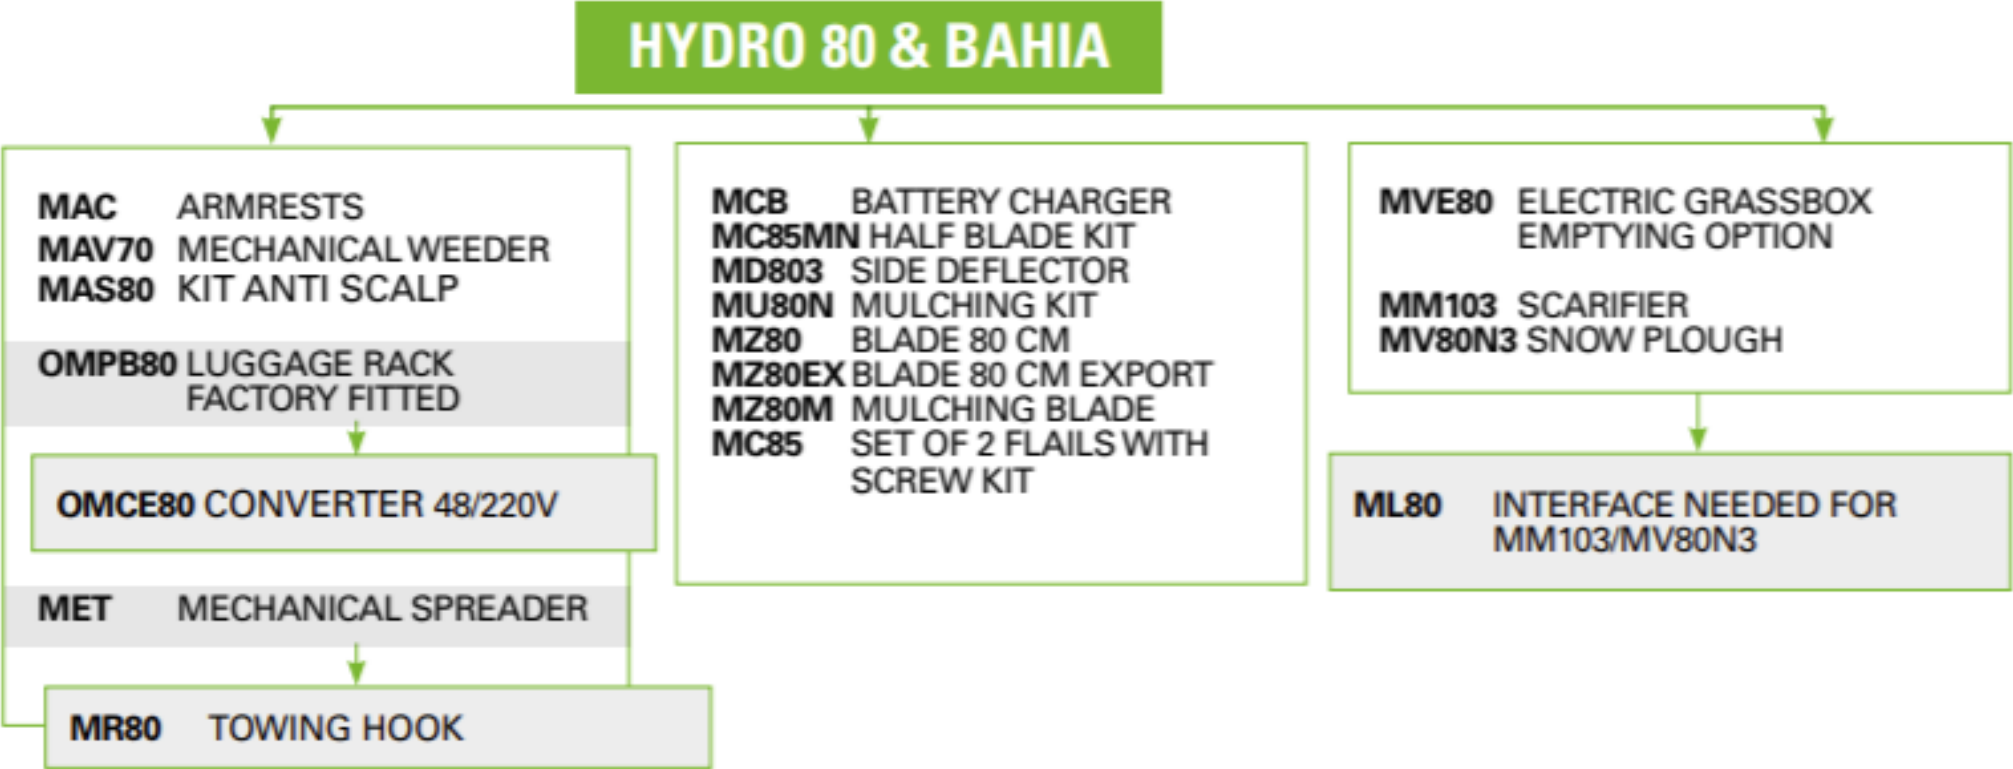 HYDRO 80 & BAHIA
MAC ARMRESTS
MAV70 MECHANICAL WEEDER
MAS80 KIT ANTI SCALP
OMPB80 LUGGAGE RACK
FACTORY FITTED
OMCE80 CONVERTER 48/220V
MET MECHANICAL SPREADER
MR80 TOWING HOOK
MCB BATTERY CHARGER
MC85MN HALF BLADE KIT
MD803 SIDE DEFLECTOR
MU80N MULCHING KIT
MZ80 BLADE 80 CM
MZ80EX BLADE 80 CM EXPORT
MZ80M MULCHING BLADE
MC85 SET OF 2 FLAILS WITH
SCREW KIT
MVE80 ELECTRIC GRASSBOX
EMPTYING OPTION
MM103 SCARIFIER
MV80N3 SNOW PLOUGH
ML80 INTERFACE NEEDED FOR
MM103/MV80N3